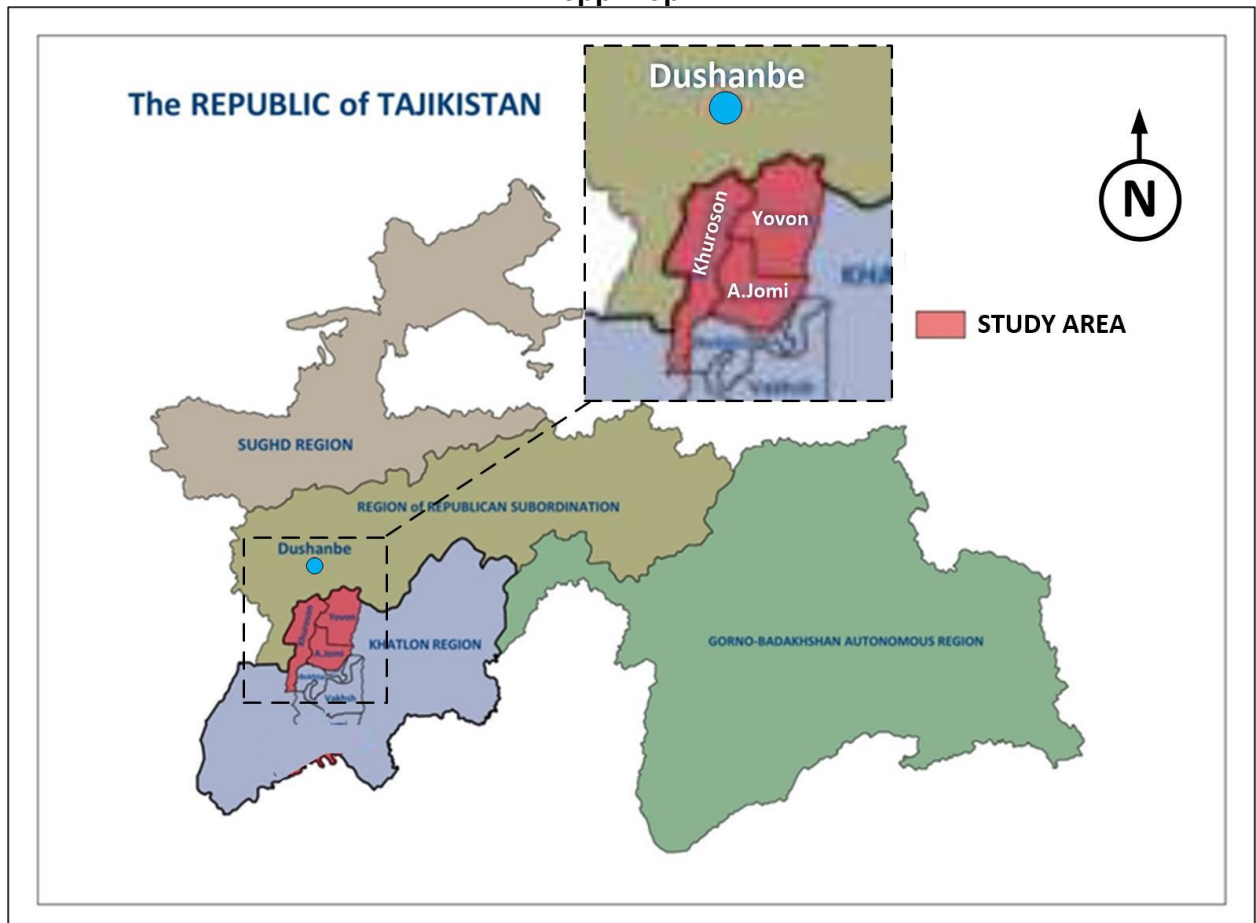 The REPUBLIC of TAJIKISTAN
Dushanbe
Khuroson
Yovon
A.Jomi
KHA
Vakhsh
N
STUDY AREA
SUGHD REGION
REGION of REPUBLICAN SUBORDINATION
Dushanbe
Khuroson
Yovon
A.Jomi
KHATLON REGION
Vakhsh
GORNO-BADAKHSHAN AUTONOMOUS REGION